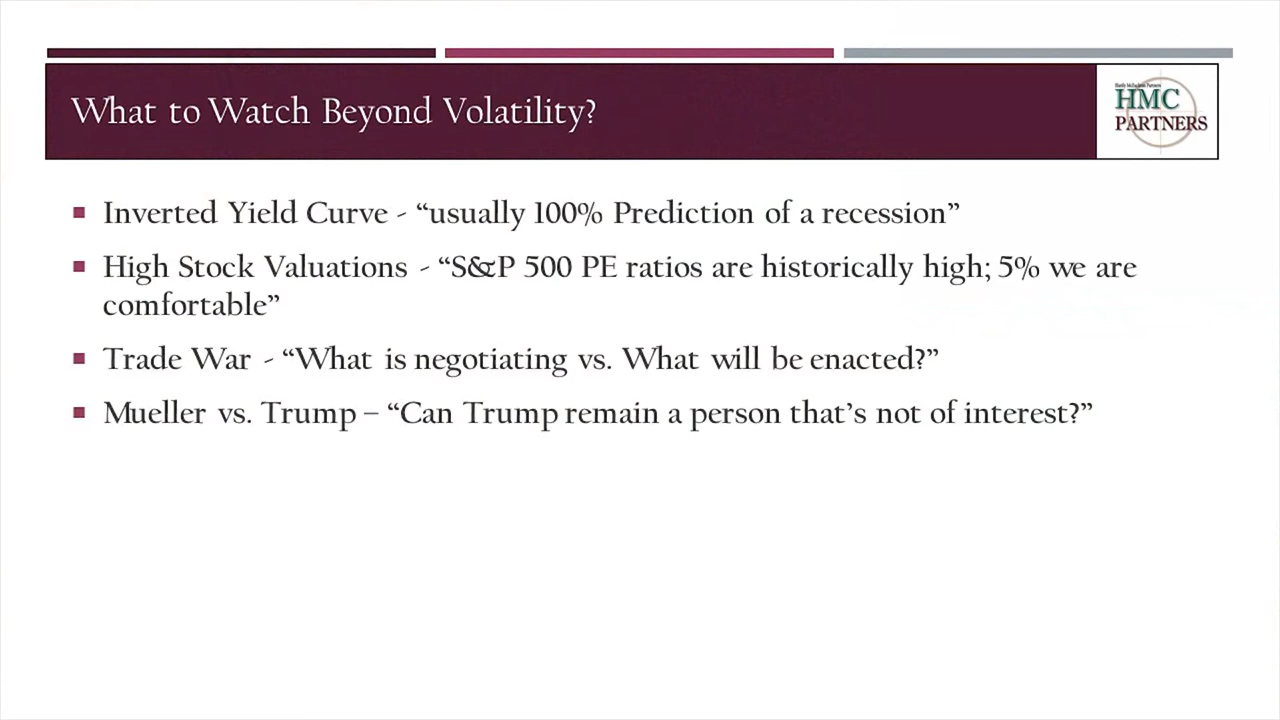 What to Watch Beyond Volatility?
HMC
PARTNERS
Inverted Yield Curve - “usually 100% Prediction of a recession”
High Stock Valuations - “S&P 500 PE ratios are historically high; 5% we are
comfortable”
Trade War - “What is negotiating vs. What will be enacted?”
Mueller vs. Trump – “Can Trump remain a person that’s not of interest?”